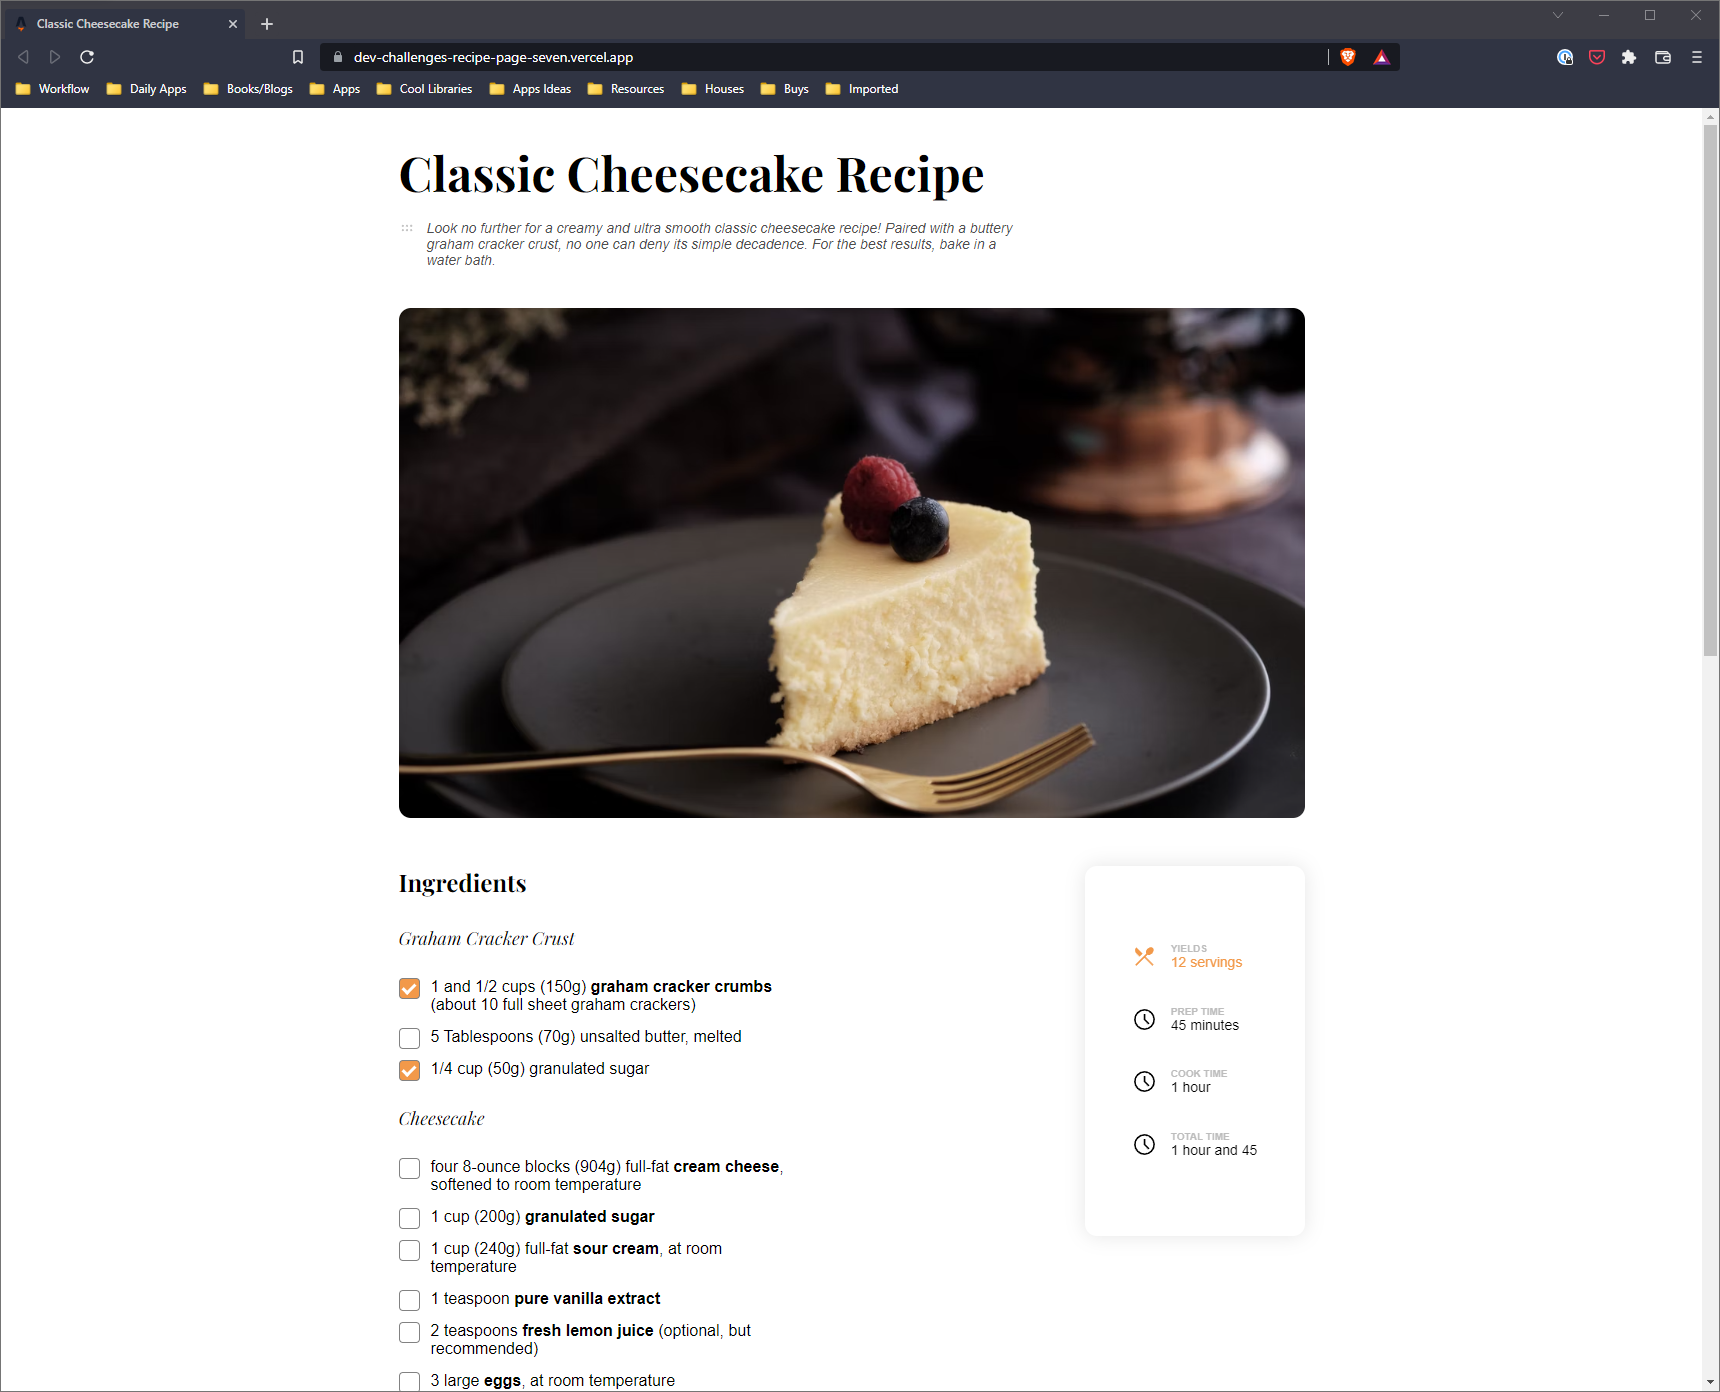 Classic Cheesecake Recipe
dev-challenges-recipe-page-seven.vercel.app
Workflow Daily Apps Books/Blogs Apps Cool Libraries Apps Ideas Resources Houses Buys Imported
Classic Cheesecake Recipe
Look no further for a creamy and ultra smooth classic cheesecake recipe! Paired with a buttery
graham cracker crust, no one can deny its simple decadence. For the best results, bake in a
water bath.
Ingredients
Graham Cracker Crust
1 and 1/2 cups (150g) graham cracker crumbs
(about 10 full sheet graham crackers)
5 Tablespoons (70g) unsalted butter, melted
1/4 cup (50g) granulated sugar
Cheesecake
four 8-ounce blocks (904g) full-fat cream cheese,
softened to room temperature
1 cup (200g) granulated sugar
1 cup (240g) full-fat sour cream, at room
temperature
1 teaspoon pure vanilla extract
2 teaspoons fresh lemon juice (optional, but
recommended)
3 large eggs, at room temperature
YIELDS
12 servings
PREP TIME
45 minutes
COOK TIME
1 hour
TOTAL TIME
1 hour and 45